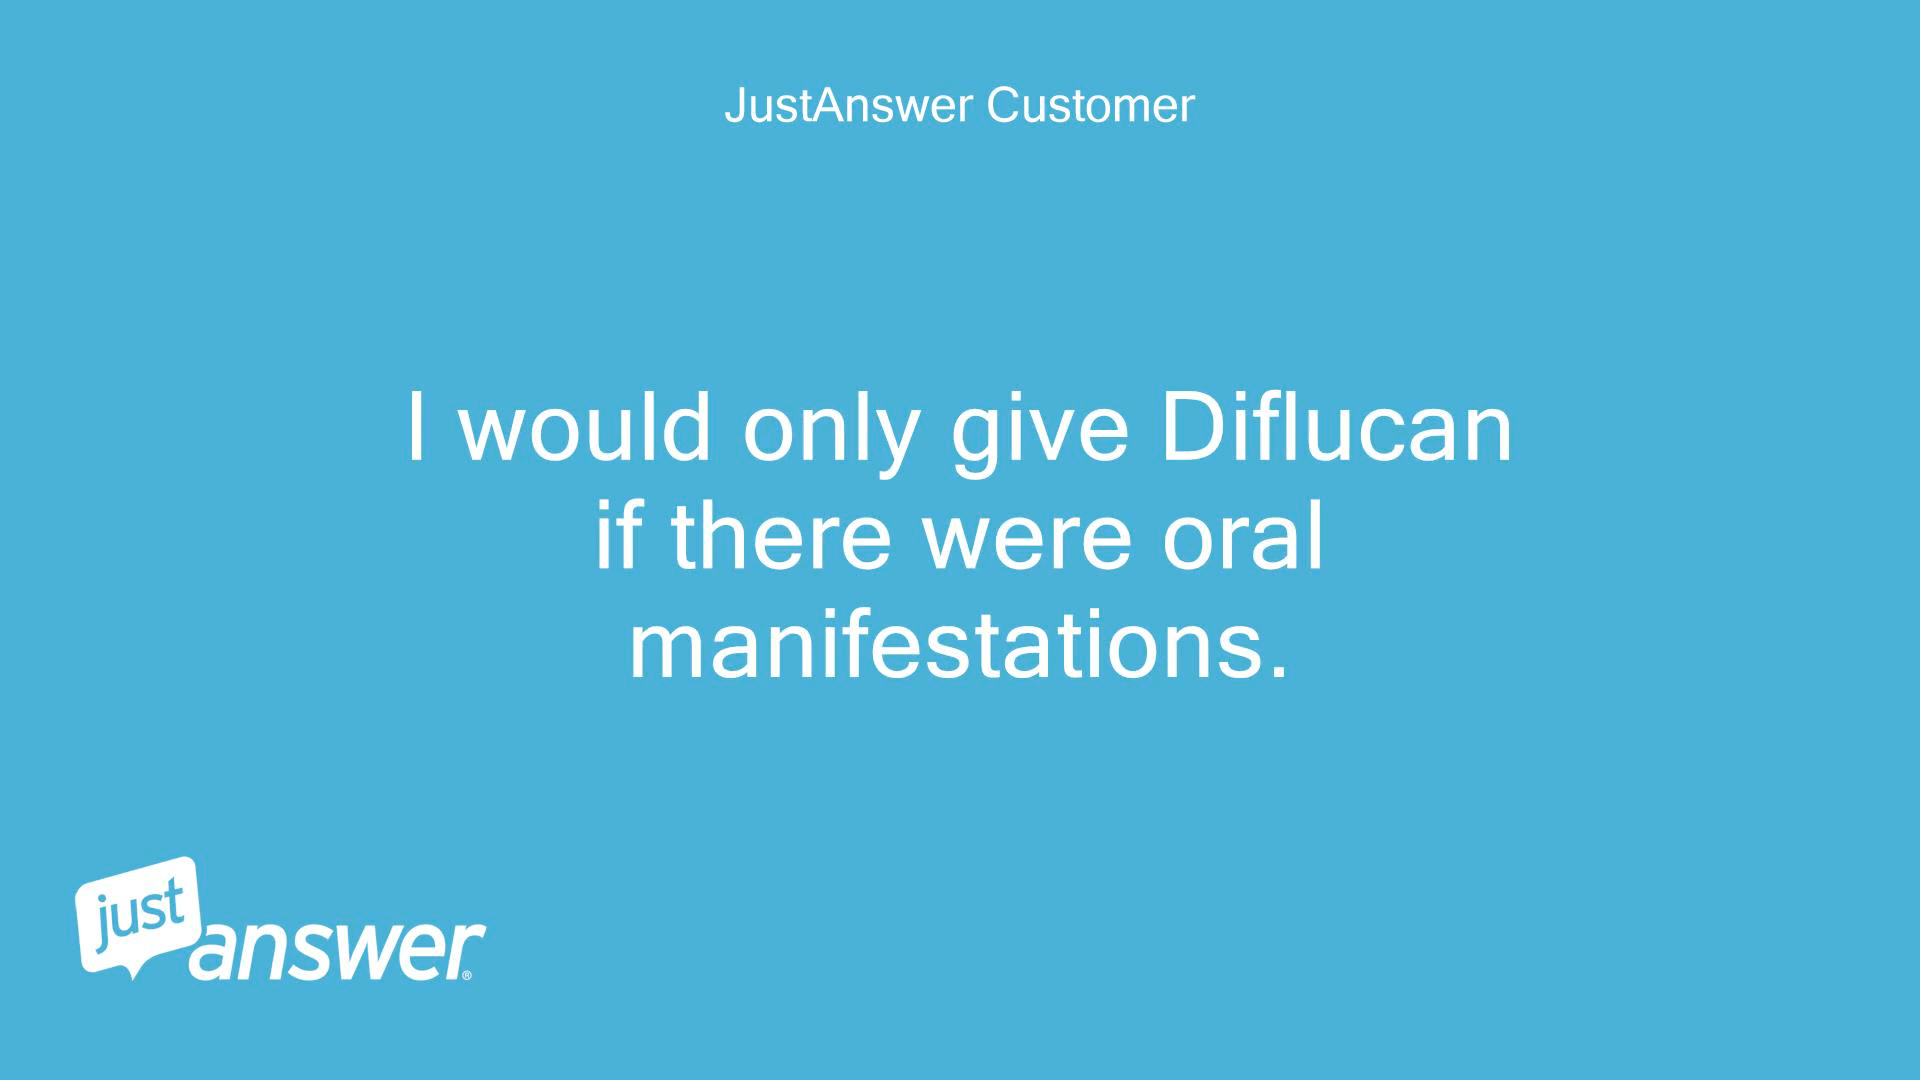 JustAnswer Customer
I would only give Diflucan
if there were oral
manifestations.
just
answer®